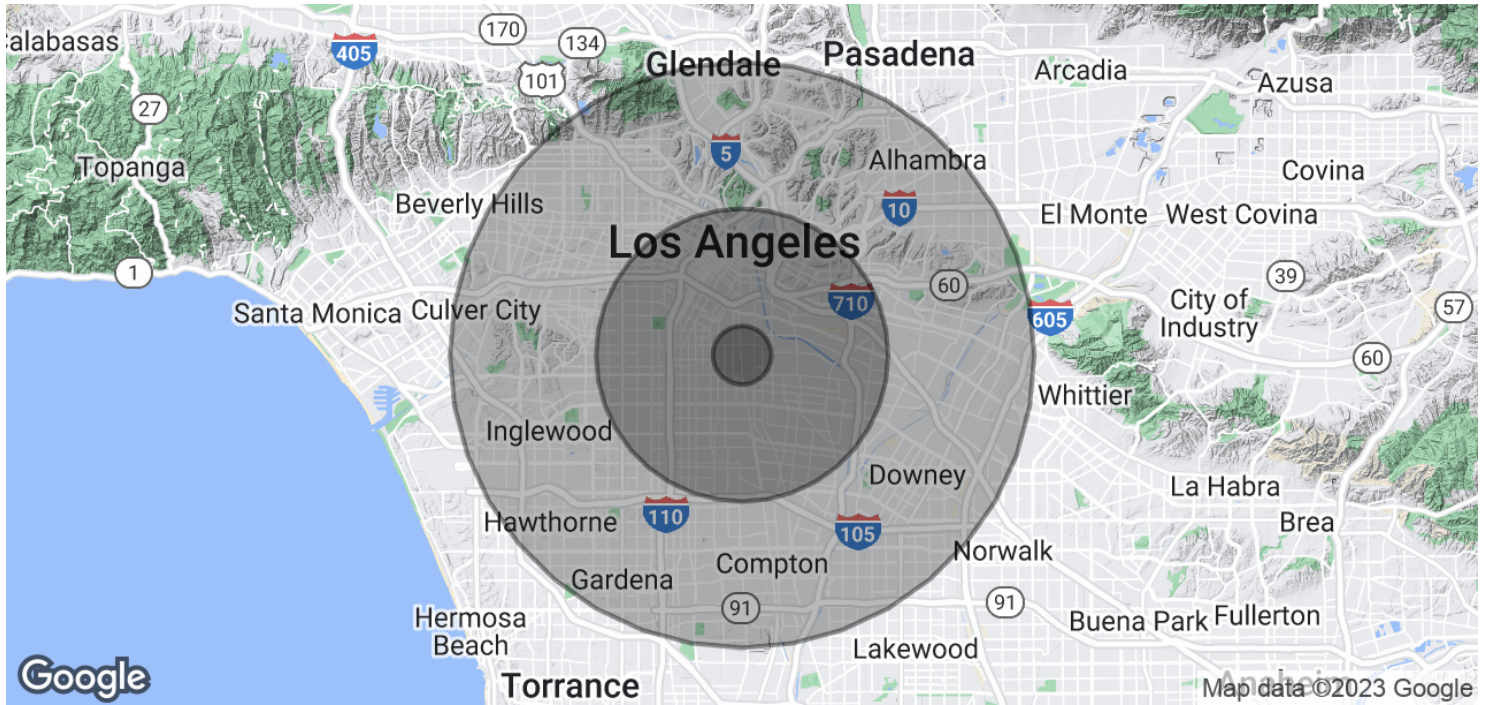 170
134
Calabasas
405
Glendale
Pasadena
Arcadia
101
Azusa
27
5
Topanga
Alhambra
Covina
Beverly Hills
10
El Monte
West Covina
Los Angeles
1
60
39
710
Santa Monica
Culver City
605
City of
Industry
57
60
Whittier
Inglewood
Downey
La Habra
110
Hawthorne
105
Brea
Norwalk
Compton
Gardena
91
91
Hermosa
Beach
Buena Park
Fullerton
Lakewood
Google
Torrance
Anaheim
Map data ©2023 Google